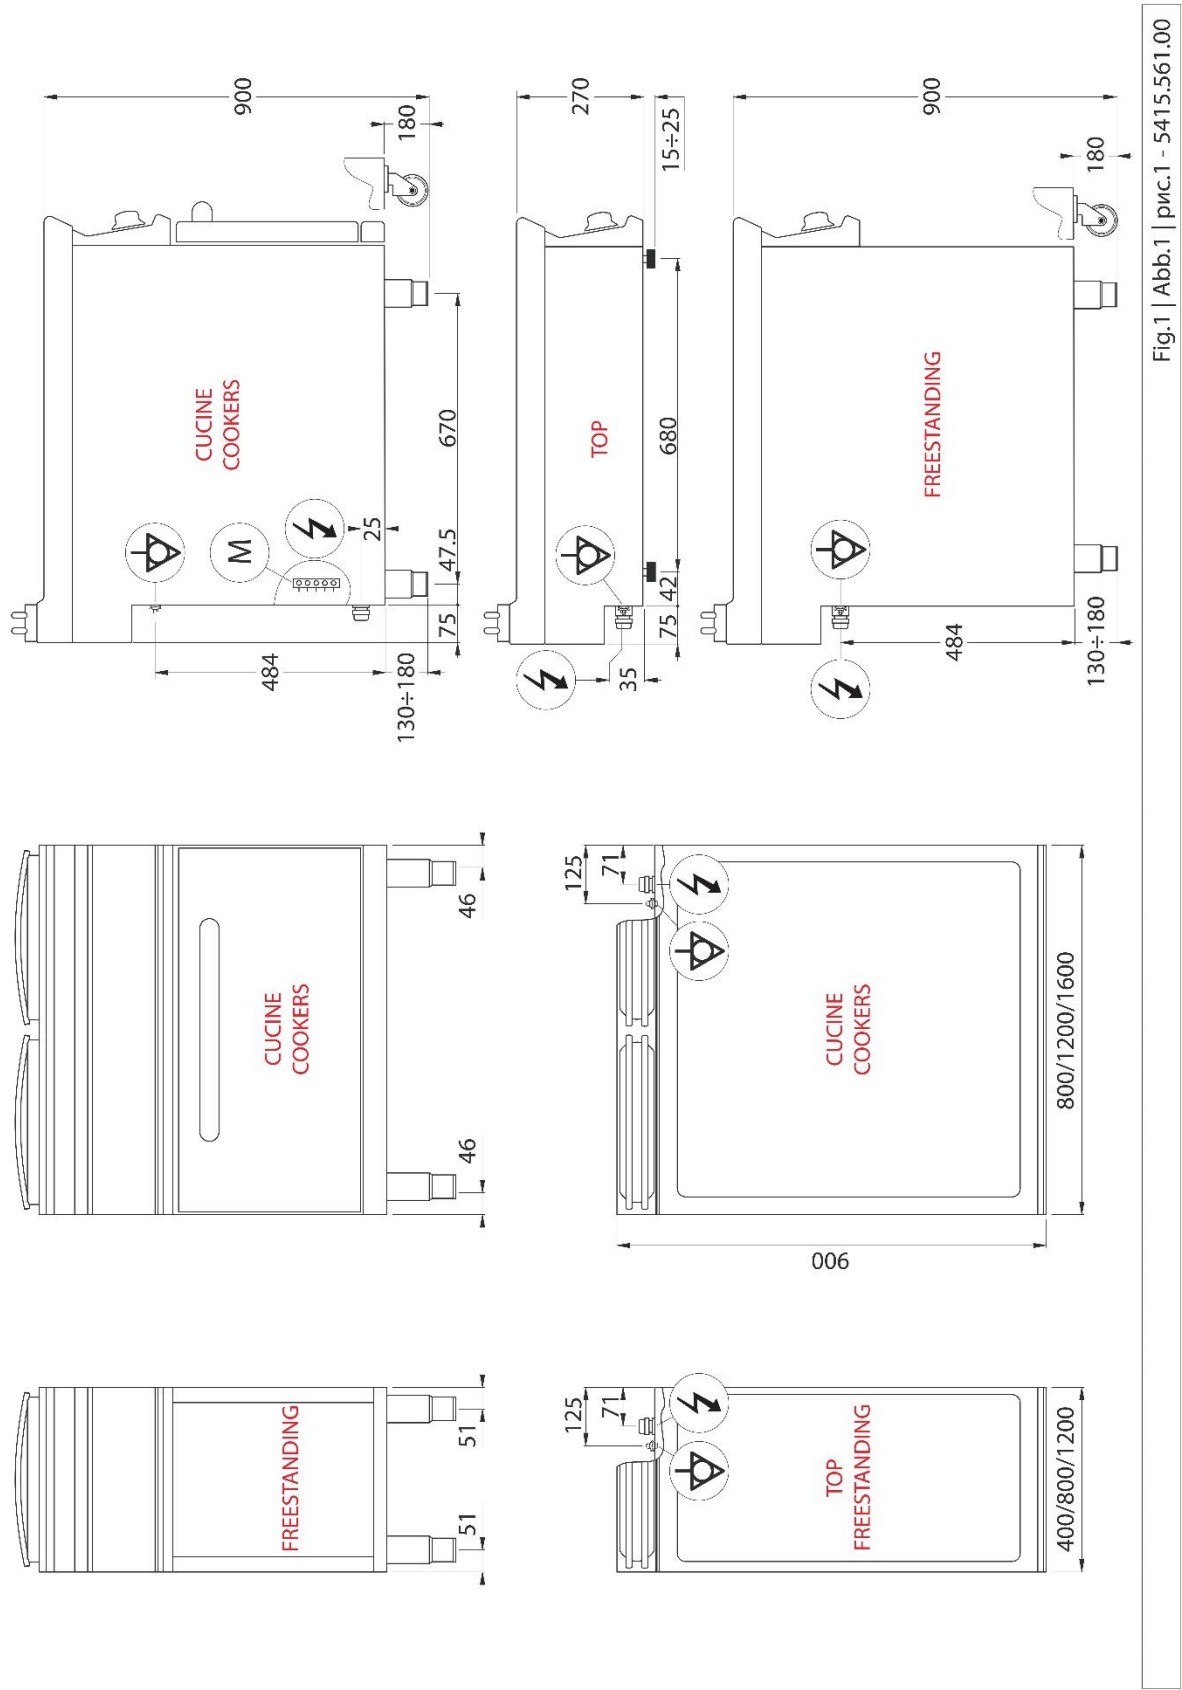 FREESTANDING
51
51
CUCINE
COOKERS
46
46
CUCINE
COOKERS
M
25
75
47.5
670
484
130÷180
900
180
TOP
75
42
680
35
270
15÷25
FREESTANDING
484
130÷180
900
180
125
71
TOP
FREESTANDING
400/800/1200
125
71
CUCINE
COOKERS
900
800/1200/1600
Fig.1 | Abb.1 | рис.1 - 5415.561.00